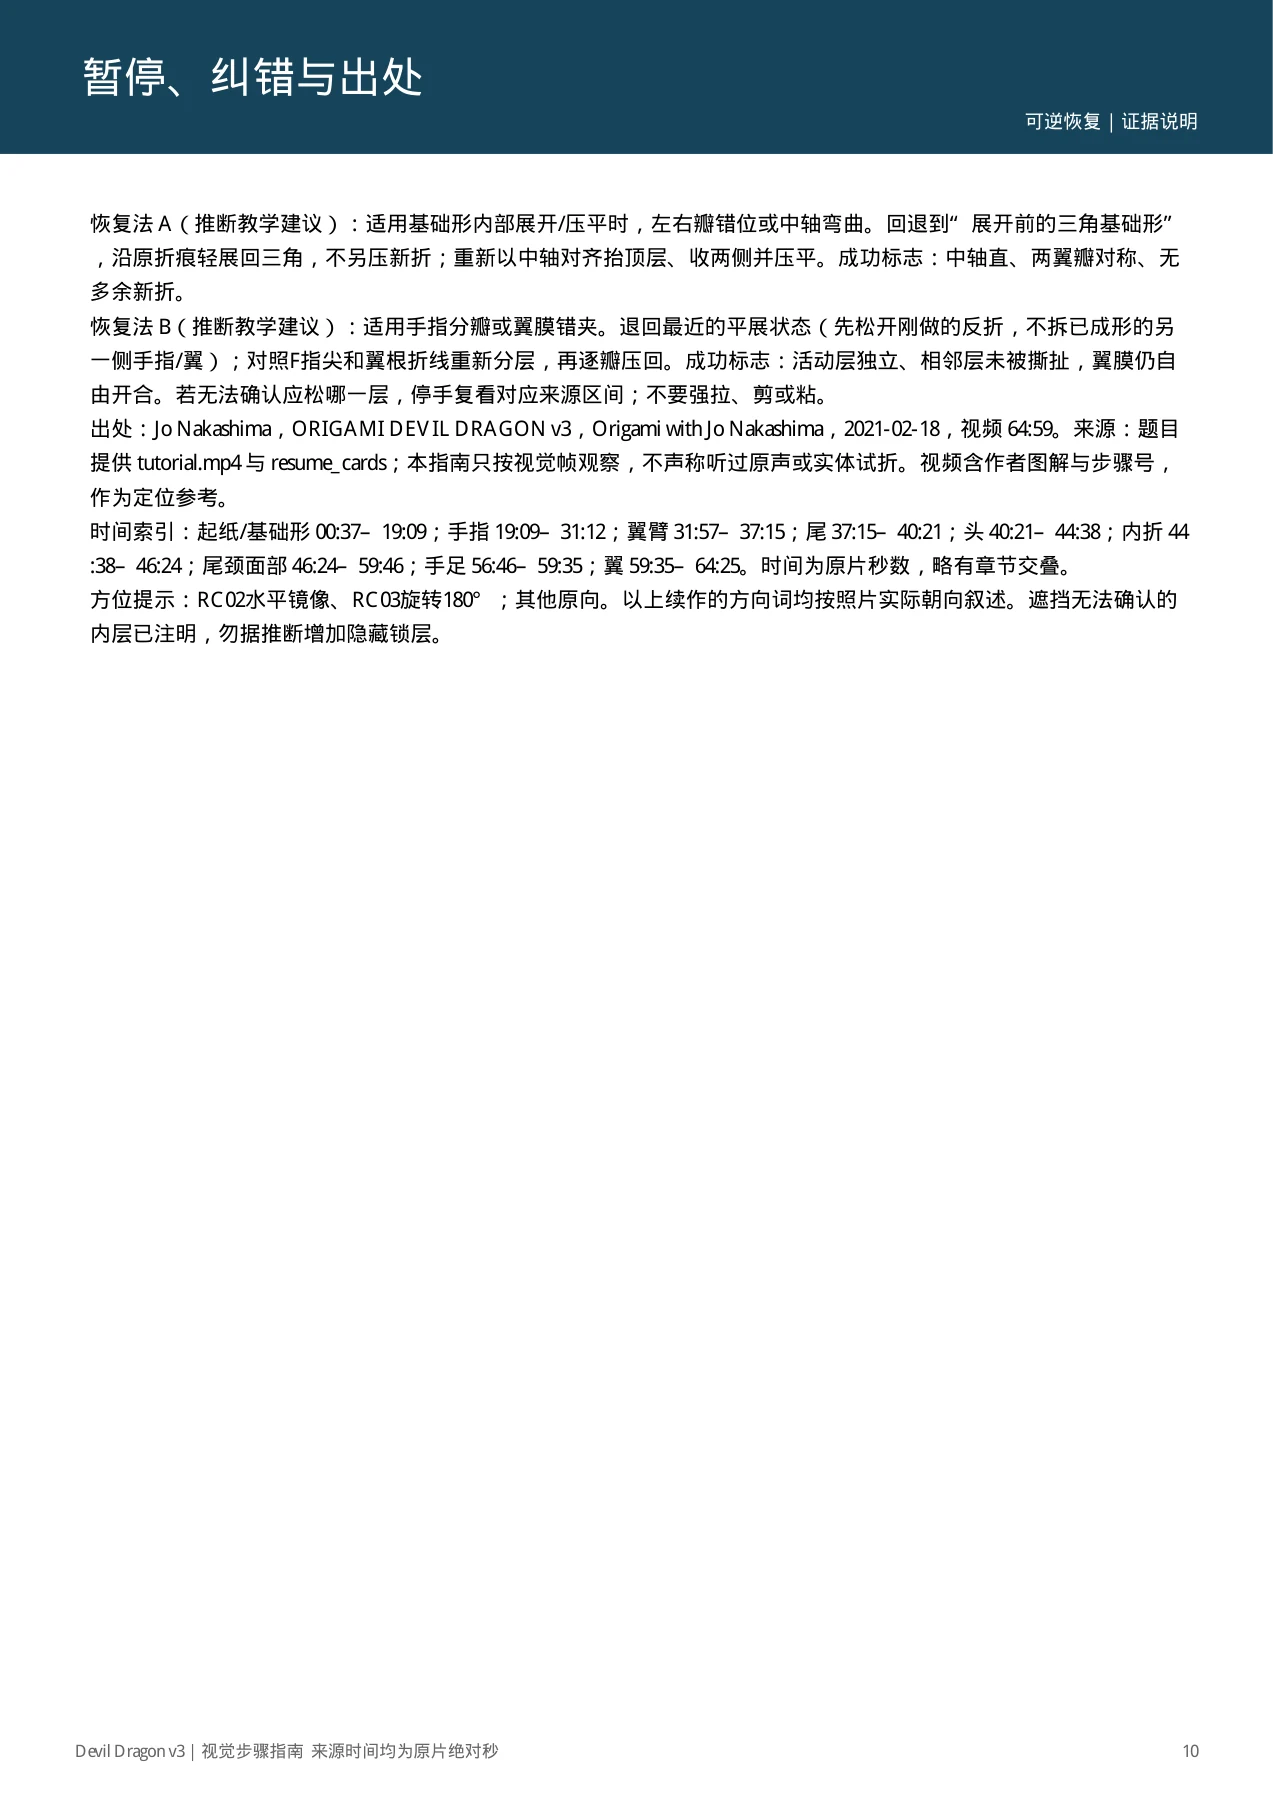 暂停、纠错与出处
可逆恢复 | 证据说明
恢复法 A（推断教学建议）：适用基础形内部展开/压平时，左右瓣错位或中轴弯曲。回退到“展开前的三角基础形”
，沿原折痕轻展回三角，不另压新折；重新以中轴对齐抬顶层、收两侧并压平。成功标志：中轴直、两翼瓣对称、无
多余新折。
恢复法 B（推断教学建议）：适用手指分瓣或翼膜错夹。退回最近的平展状态（先松开刚做的反折，不拆已成形的另
一侧手指/翼）；对照F指尖和翼根折线重新分层，再逐瓣压回。成功标志：活动层独立、相邻层未被撕扯，翼膜仍自
由开合。若无法确认应松哪一层，停手复看对应来源区间；不要强拉、剪或粘。
出处：Jo Nakashima，ORIGAMI DEVIL DRAGON v3，Origami with Jo Nakashima，2021-02-18，视频 64:59。来源：题目
提供 tutorial.mp4 与 resume_cards；本指南只按视觉帧观察，不声称听过原声或实体试折。视频含作者图解与步骤号，
作为定位参考。
时间索引：起纸/基础形 00:37–19:09；手指 19:09–31:12；翼臂 31:57–37:15；尾 37:15–40:21；头 40:21–44:38；内折 44
:38–46:24；尾颈面部 46:24–59:46；手足 56:46–59:35；翼 59:35–64:25。时间为原片秒数，略有章节交叠。
方位提示：RC02水平镜像、RC03旋转180°；其他原向。以上续作的方向词均按照片实际朝向叙述。遮挡无法确认的
内层已注明，勿据推断增加隐藏锁层。
Devil Dragon v3 | 视觉步骤指南 来源时间均为原片绝对秒
10